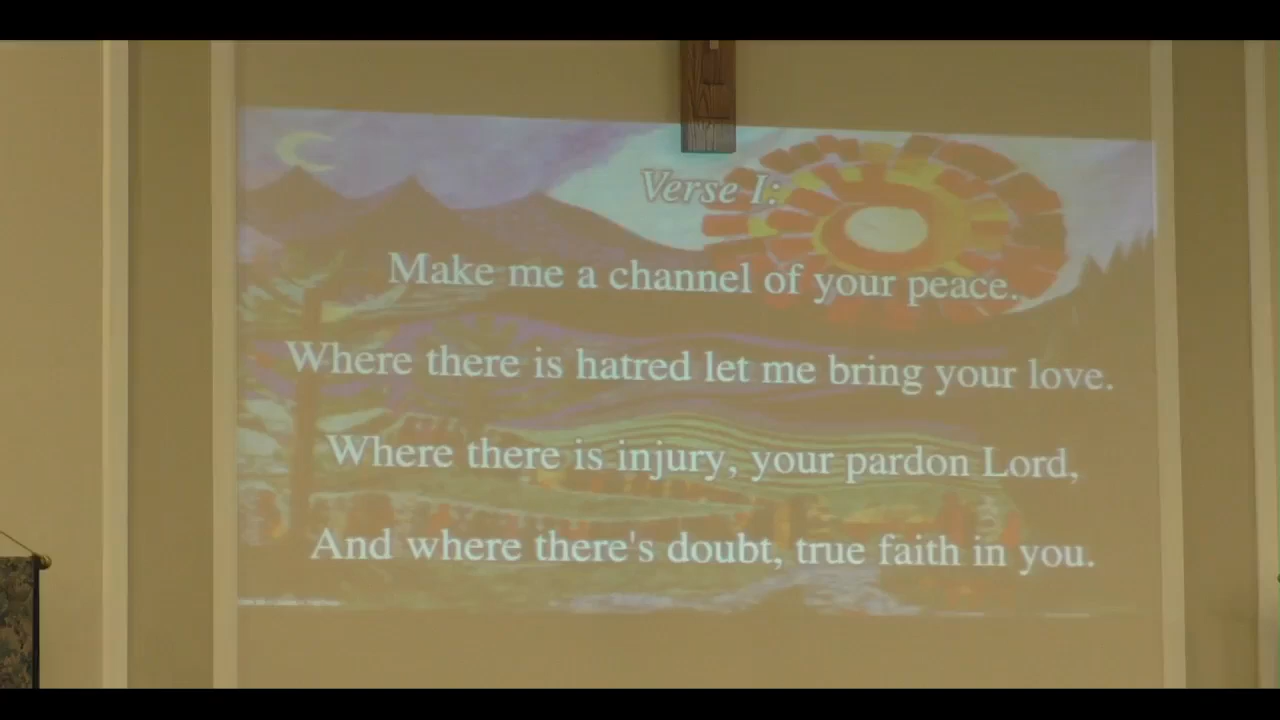 Verse I:
Make me a channel of your peace.
Where there is hatred let me bring your love.
Where there is injury, your pardon Lord,
And where there's doubt, true faith in you.